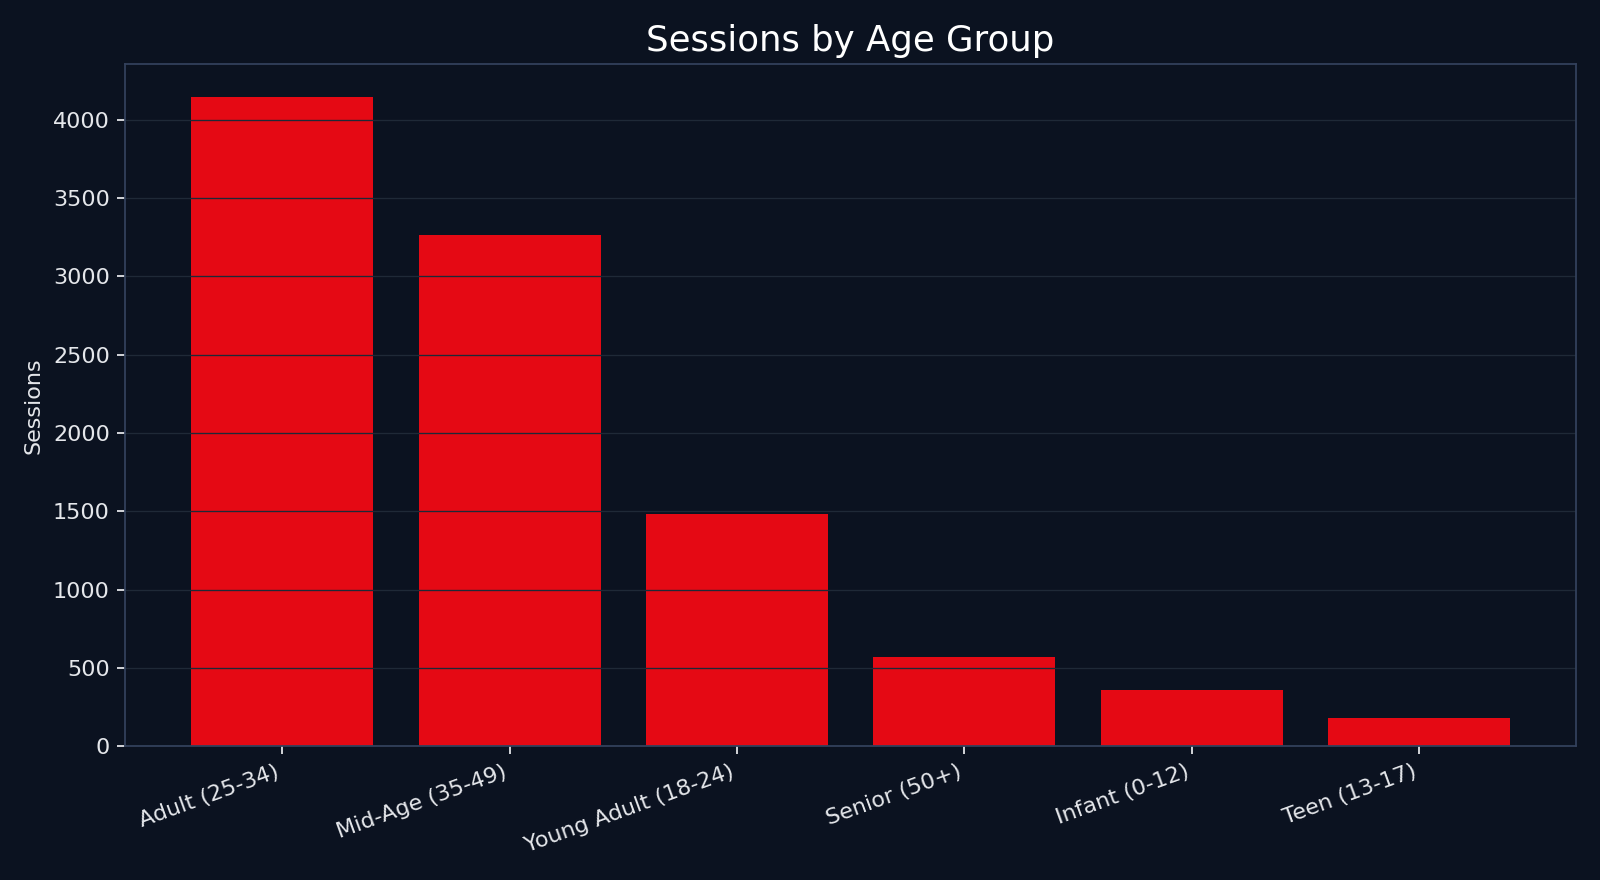 Sessions by Age Group
Sessions
4000
3500
3000
2500
2000
1500
1000
500
0
Adult (25-34)
Mid-Age (35-49)
Young Adult (18-24)
Senior (50+)
Infant (0-12)
Teen (13-17)